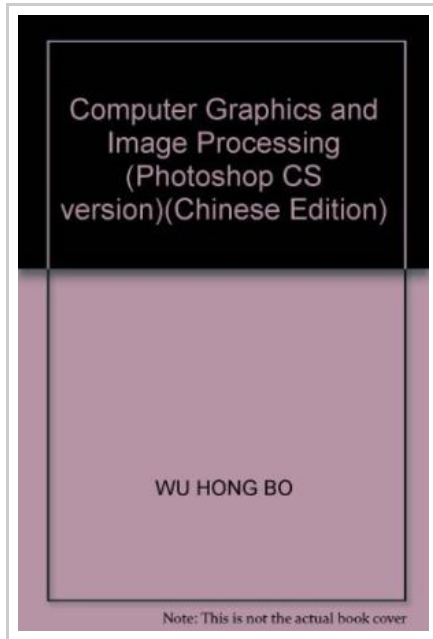 Computer Graphics and
Image Processing
(Photoshop CS
version)(Chinese Edition)
WU HONG BO
Note: This is not the actual book cover